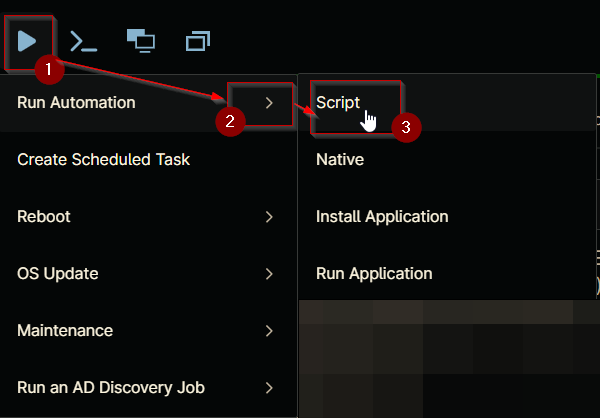 1
Run Automation
2
Script
3
Create Scheduled Task
Native
Reboot
Install Application
OS Update
Run Application
Maintenance
Run an AD Discovery Job